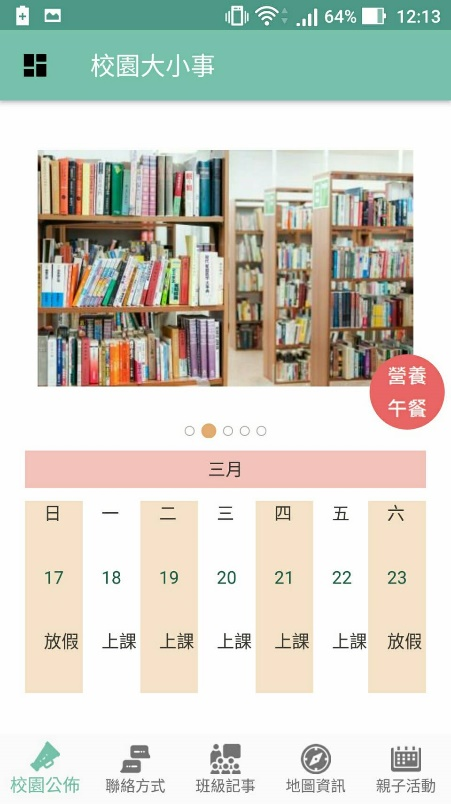 64% 12:13
校園大小事
營養
午餐
三月
日 一 二 三 四 五 六
17 18 19 20 21 22 23
放假 上課 上課 上課 上課 上課 放假
校園公佈 聯絡方式 班級記事 地圖資訊 親子活動